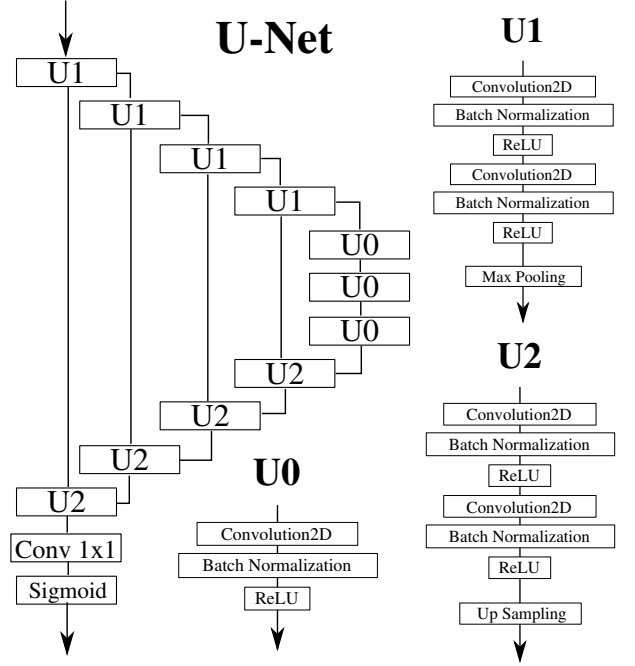 U-Net
U1
U1
U1
U1
U0
U0
U0
U2
U2
U2
U2
Conv 1x1
Sigmoid
U0
Convolution2D
Batch Normalization
ReLU
U1
Convolution2D
Batch Normalization
ReLU
Convolution2D
Batch Normalization
ReLU
Max Pooling
U2
Convolution2D
Batch Normalization
ReLU
Convolution2D
Batch Normalization
ReLU
Up Sampling